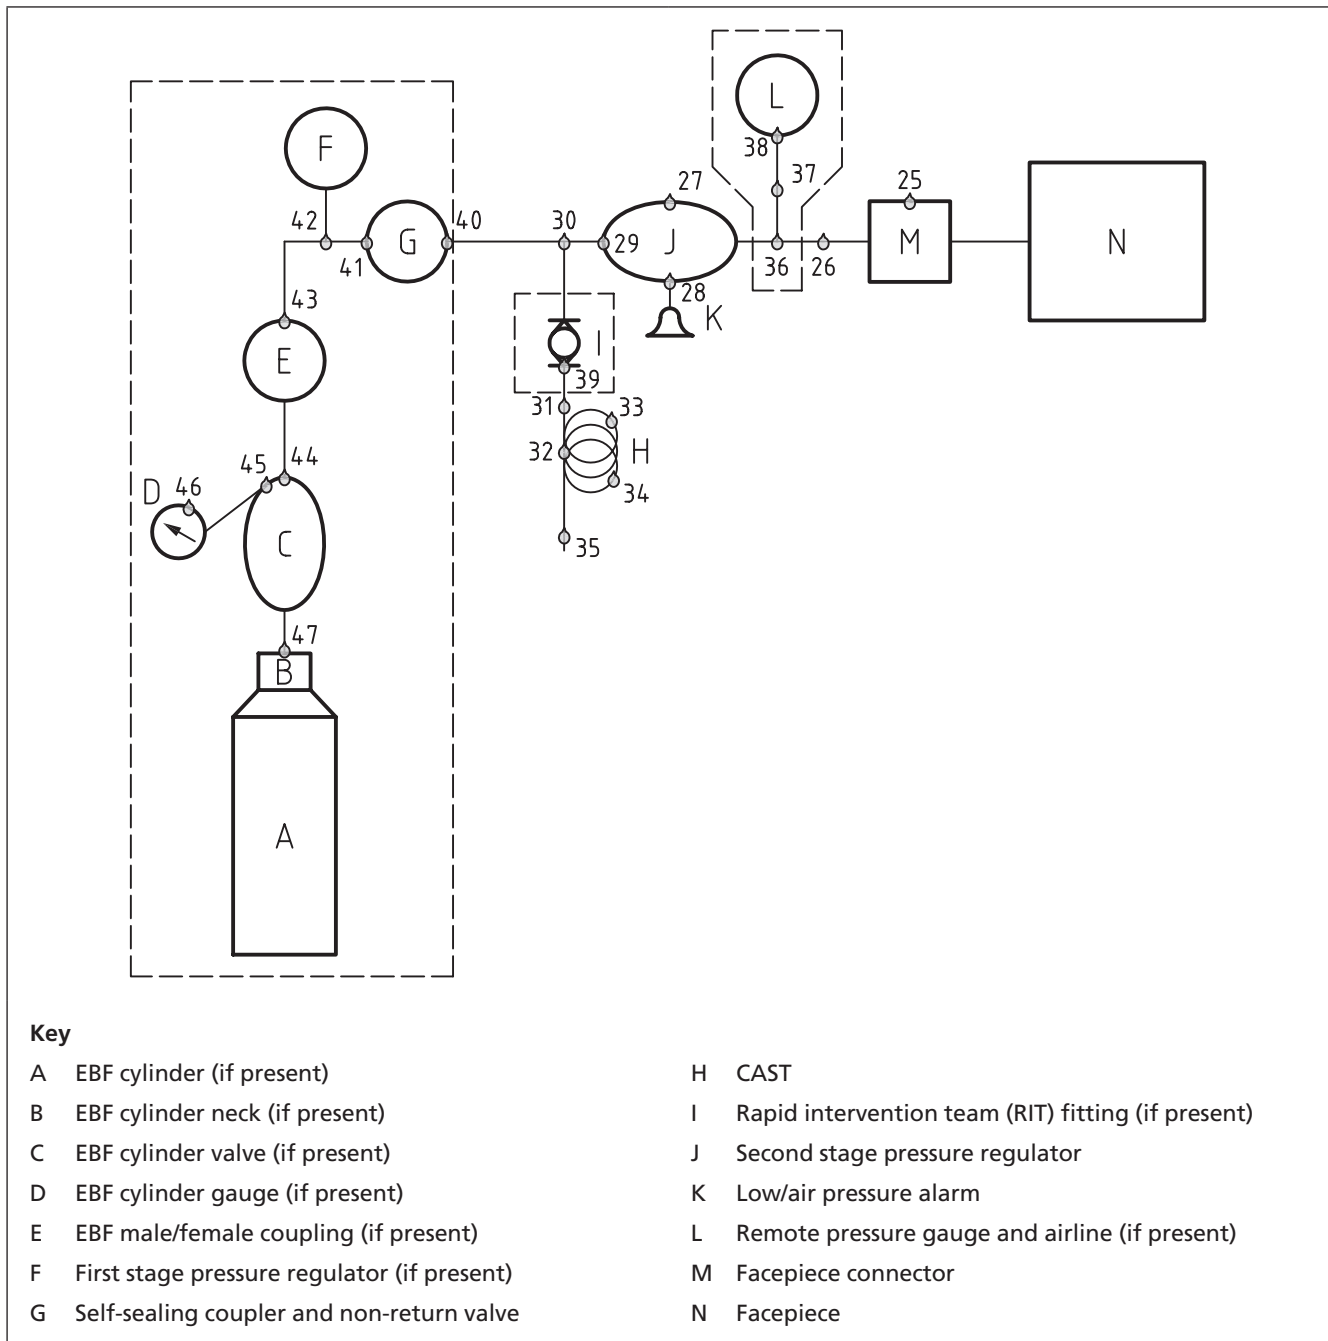 L
38
37
F
27
25
42
40
30
G
29
J
36
26
M
N
41
28
K
43
I
E
39
31
33
32
H
34
45
44
D
46
35
C
47
B
A
Key
A EBF cylinder (if present)
B EBF cylinder neck (if present)
C EBF cylinder valve (if present)
D EBF cylinder gauge (if present)
E EBF male/female coupling (if present)
F First stage pressure regulator (if present)
G Self-sealing coupler and non-return valve
H CAST
I Rapid intervention team (RIT) fitting (if present)
J Second stage pressure regulator
K Low/air pressure alarm
L Remote pressure gauge and airline (if present)
M Facepiece connector
N Facepiece